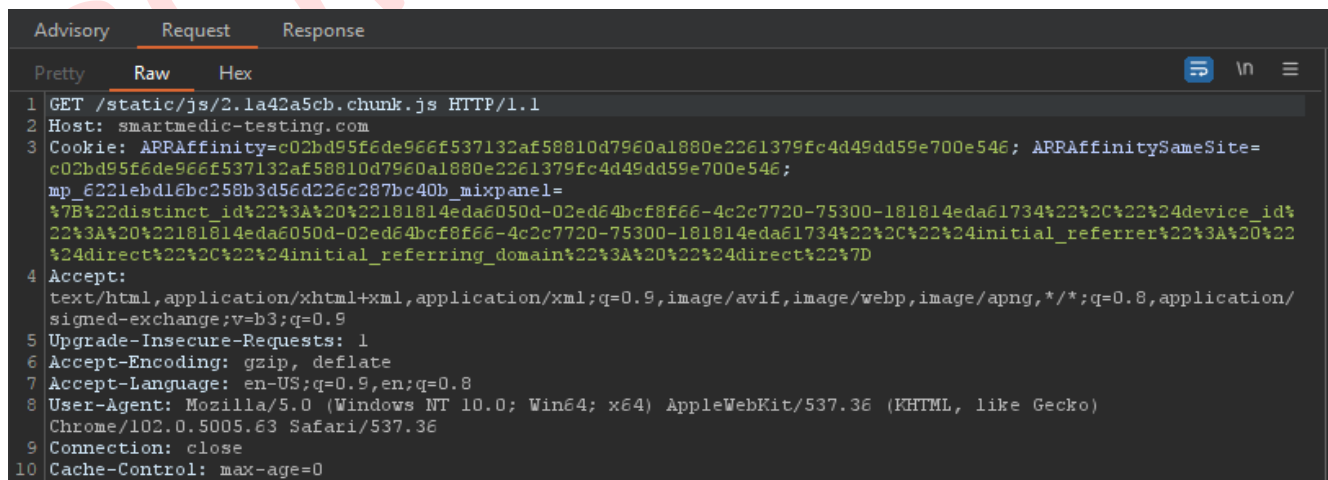 Advisory Request Response
Pretty Raw Hex \n
1 GET /static/js/2.1a42a5cb.chunk.js HTTP/1.1
2 Host: smartmedic-testing.com
3 Cookie: ARRAffinity=c02bd95f6de966f537132af58810d7960a1880e2261379fc4d49dd59e700e546; ARRAffinitySameSite=
c02bd95f6de966f537132af58810d7960a1880e2261379fc4d49dd59e700e546;
mp_6221ebd16bc258b3d56d226c287bc40b_mixpanel=
%7B%22distinct_id%22%3A%20%22181814eda6050d-02ed64bcf8f66-4c2c7720-75300-181814eda61734%22%2C%22%24device_id%
22%3A%20%22181814eda6050d-02ed64bcf8f66-4c2c7720-75300-181814eda61734%22%2C%22%24initial_referrer%22%3A%20%22
%24direct%22%2C%22%24initial_referring_domain%22%3A%20%22%24direct%22%7D
4 Accept:
text/html,application/xhtml+xml,application/xml;q=0.9,image/avif,image/webp,image/apng,*/*;q=0.8,application/
signed-exchange;v=b3;q=0.9
5 Upgrade-Insecure-Requests: 1
6 Accept-Encoding: gzip, deflate
7 Accept-Language: en-US;q=0.9,en;q=0.8
8 User-Agent: Mozilla/5.0 (Windows NT 10.0; Win64; x64) AppleWebKit/537.36 (KHTML, like Gecko)
Chrome/102.0.5005.63 Safari/537.36
9 Connection: close
10 Cache-Control: max-age=0